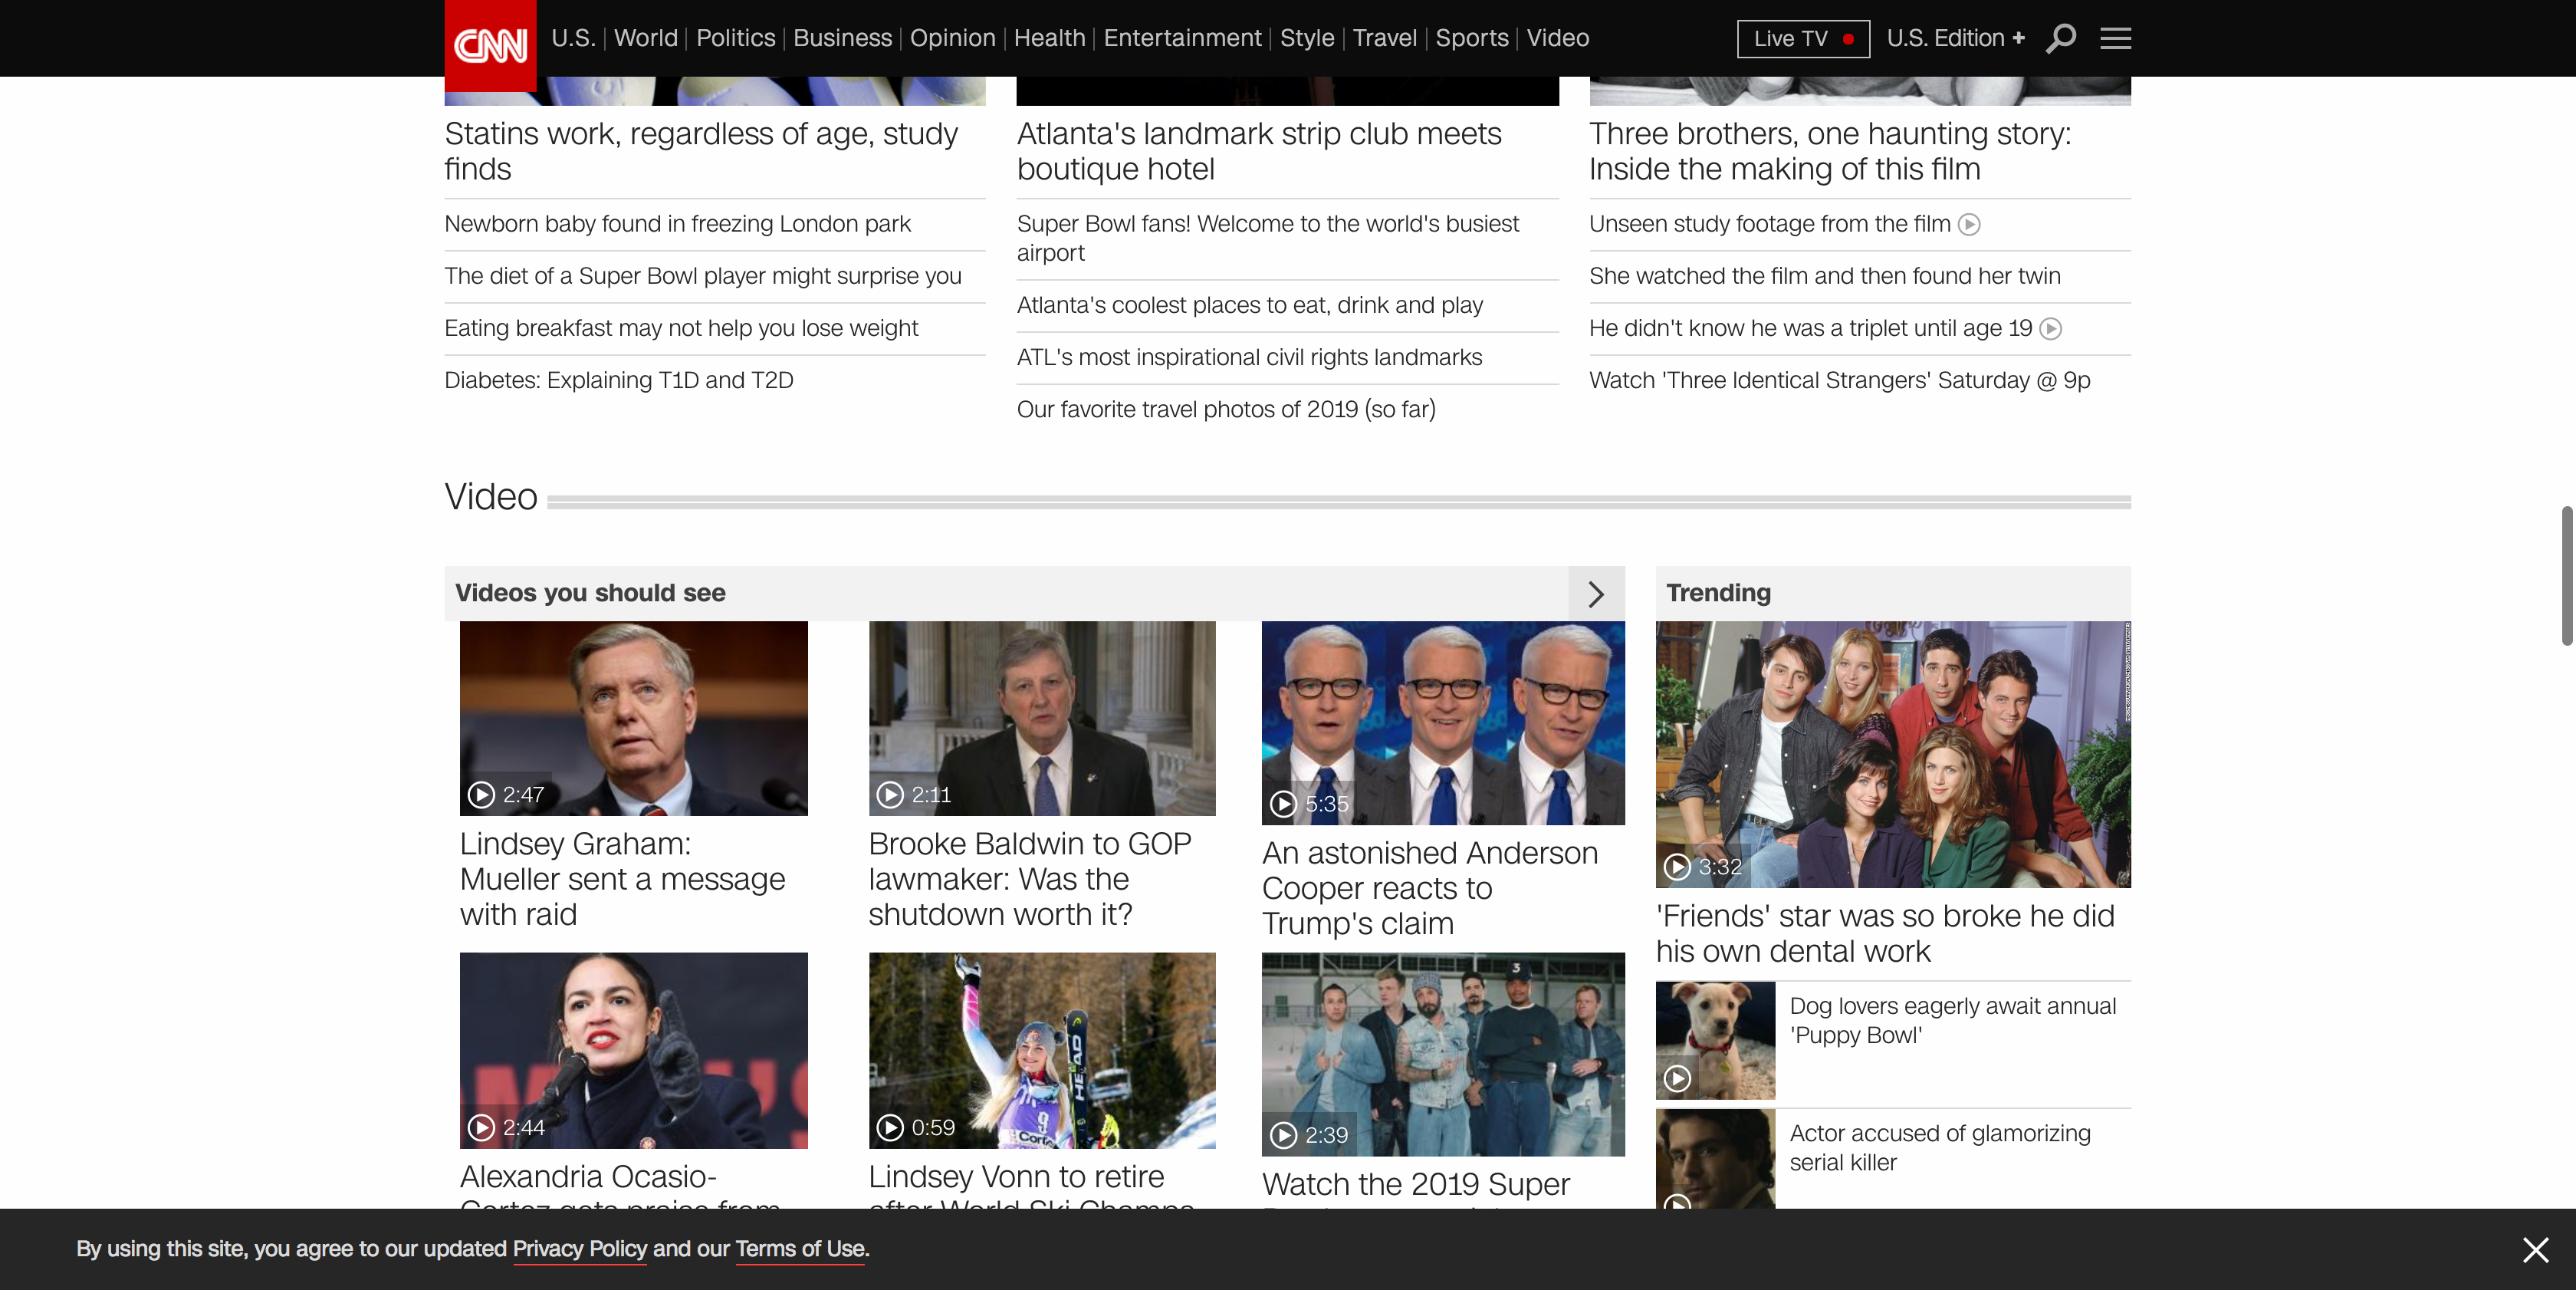 CNN
U.S. | World | Politics | Business | Opinion | Health | Entertainment | Style | Travel | Sports | Video
Live TV
U.S. Edition +
Statins work, regardless of age, study
finds
Newborn baby found in freezing London park
The diet of a Super Bowl player might surprise you
Eating breakfast may not help you lose weight
Diabetes: Explaining T1D and T2D
Atlanta's landmark strip club meets
boutique hotel
Super Bowl fans! Welcome to the world's busiest
airport
Atlanta's coolest places to eat, drink and play
ATL's most inspirational civil rights landmarks
Our favorite travel photos of 2019 (so far)
Three brothers, one haunting story:
Inside the making of this film
Unseen study footage from the film
She watched the film and then found her twin
He didn't know he was a triplet until age 19
Watch 'Three Identical Strangers' Saturday @ 9p
Video
Videos you should see
2:47
Lindsey Graham:
Mueller sent a message
with raid
2:11
Brooke Baldwin to GOP
lawmaker: Was the
shutdown worth it?
5:35
An astonished Anderson
Cooper reacts to
Trump's claim
2:44
Alexandria Ocasio-
Cortez gets praise from
0:59
HEAD
9
Lindsey Vonn to retire
after World Ski Champs
3
2:39
Watch the 2019 Super
Trending
3:32
'Friends' star was so broke he did
his own dental work
Dog lovers eagerly await annual
'Puppy Bowl'
Actor accused of glamorizing
serial killer
By using this site, you agree to our updated Privacy Policy and our Terms of Use.